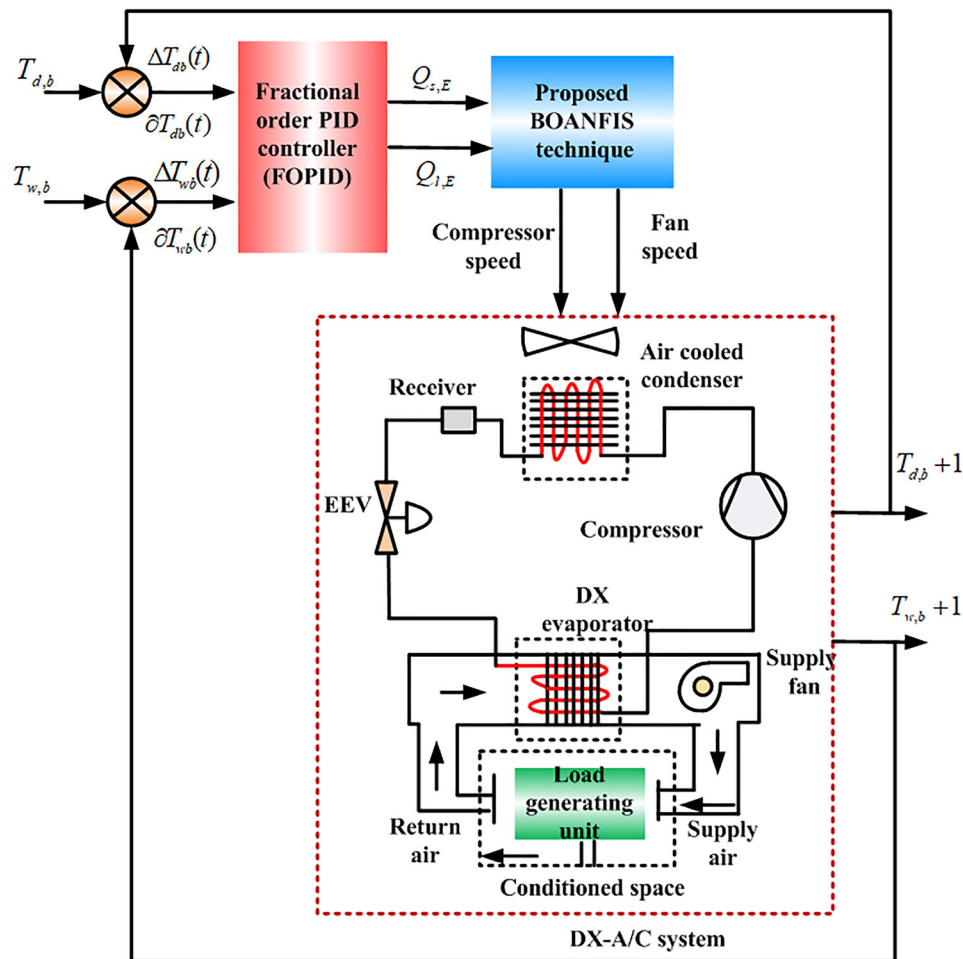 T_{d,b}
ΔT_{db}(t)
∂T_{db}(t)
T_{w,b}
ΔT_{wb}(t)
∂T_{wb}(t)
Fractional
order PID
controller
(FOPID)
Q_{s,E}
Q_{l,E}
Proposed
BOANFIS
technique
Compressor
speed
Fan
speed
Air cooled
condenser
Receiver
EEV
Compressor
T_{d,b}+1
T_{w,b}+1
DX
evaporator
Supply
fan
Load
generating
unit
Return
air
Supply
air
Conditioned space
DX-A/C system